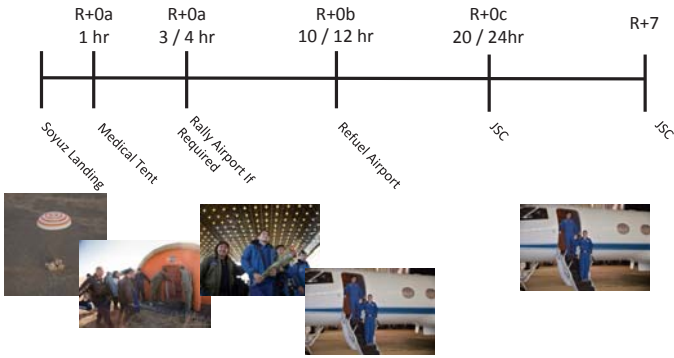 R+0a
1 hr
R+0a
3 / 4 hr
R+0b
10 / 12 hr
R+0c
20 / 24hr
R+7
Soyuz Landing
Medical Tent
Rally Airport If
Required
Refuel Airport
JSC
JSC